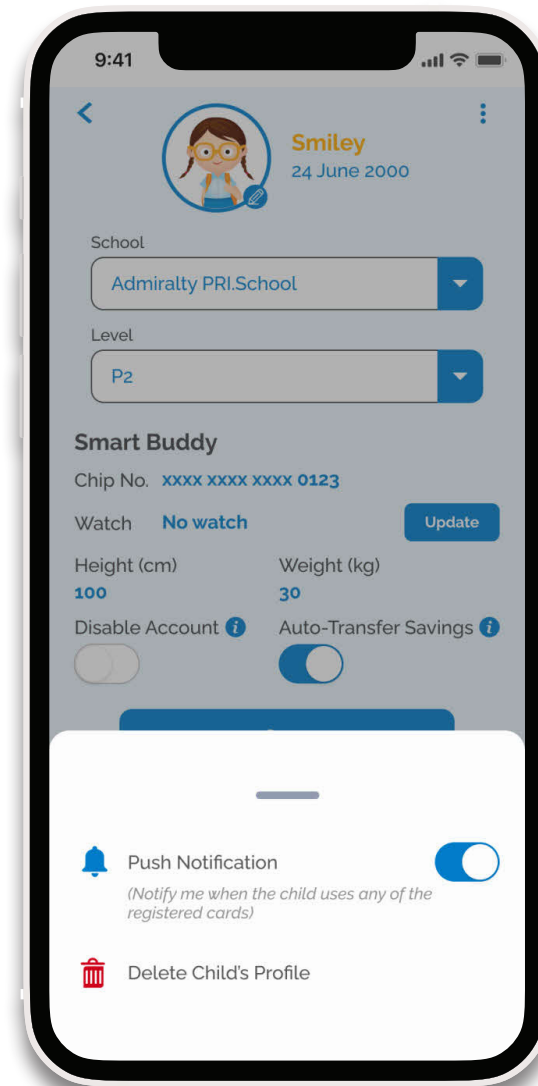 9:41
Smiley
24 June 2000
School
Admiralty PRI.School
Level
P2
Smart Buddy
Chip No. xxxx xxxx xxxx 0123
Watch No watch Update
Height (cm) Weight (kg)
100 30
Disable Account Auto-Transfer Savings
Push Notification
(Notify me when the child uses any of the
registered cards)
Delete Child's Profile